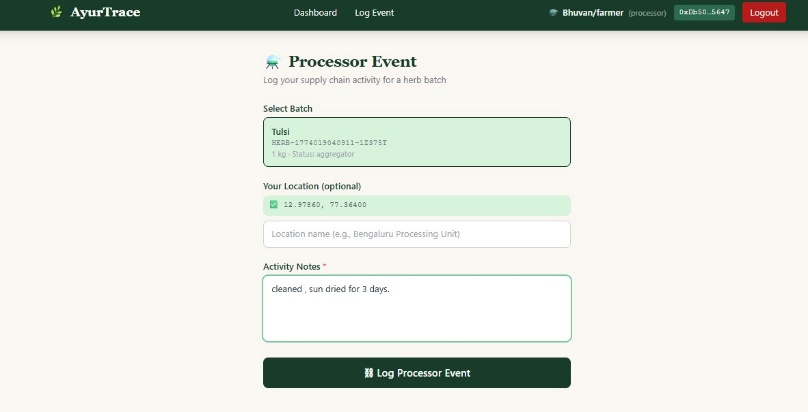 AyurTrace
Dashboard Log Event
Bhuvan/farmer (processor) 0xDb50…5647 Logout
Processor Event
Log your supply chain activity for a herb batch
Select Batch
Tulsi
HERB-1774019040911-1Z375T
1 kg · Status: aggregator
Your Location (optional)
12.97860, 77.36400
Location name (e.g., Bengaluru Processing Unit)
Activity Notes *
cleaned , sun dried for 3 days.
Log Processor Event